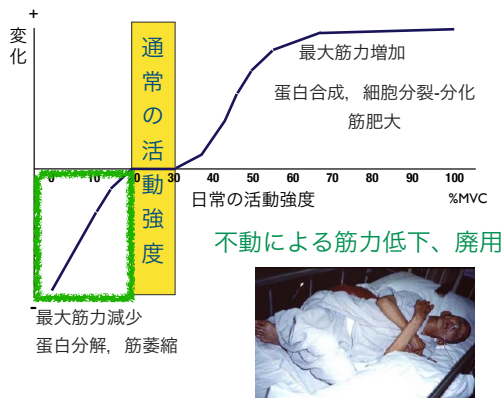 +
変化
通常の活動強度
最大筋力増加
蛋白合成, 細胞分裂-分化
筋肥大
0 10 20 30 40 50 60 70 80 90 100
日常の活動強度
%MVC
不動による筋力低下、廃用
-
最大筋力減少
蛋白分解, 筋萎縮